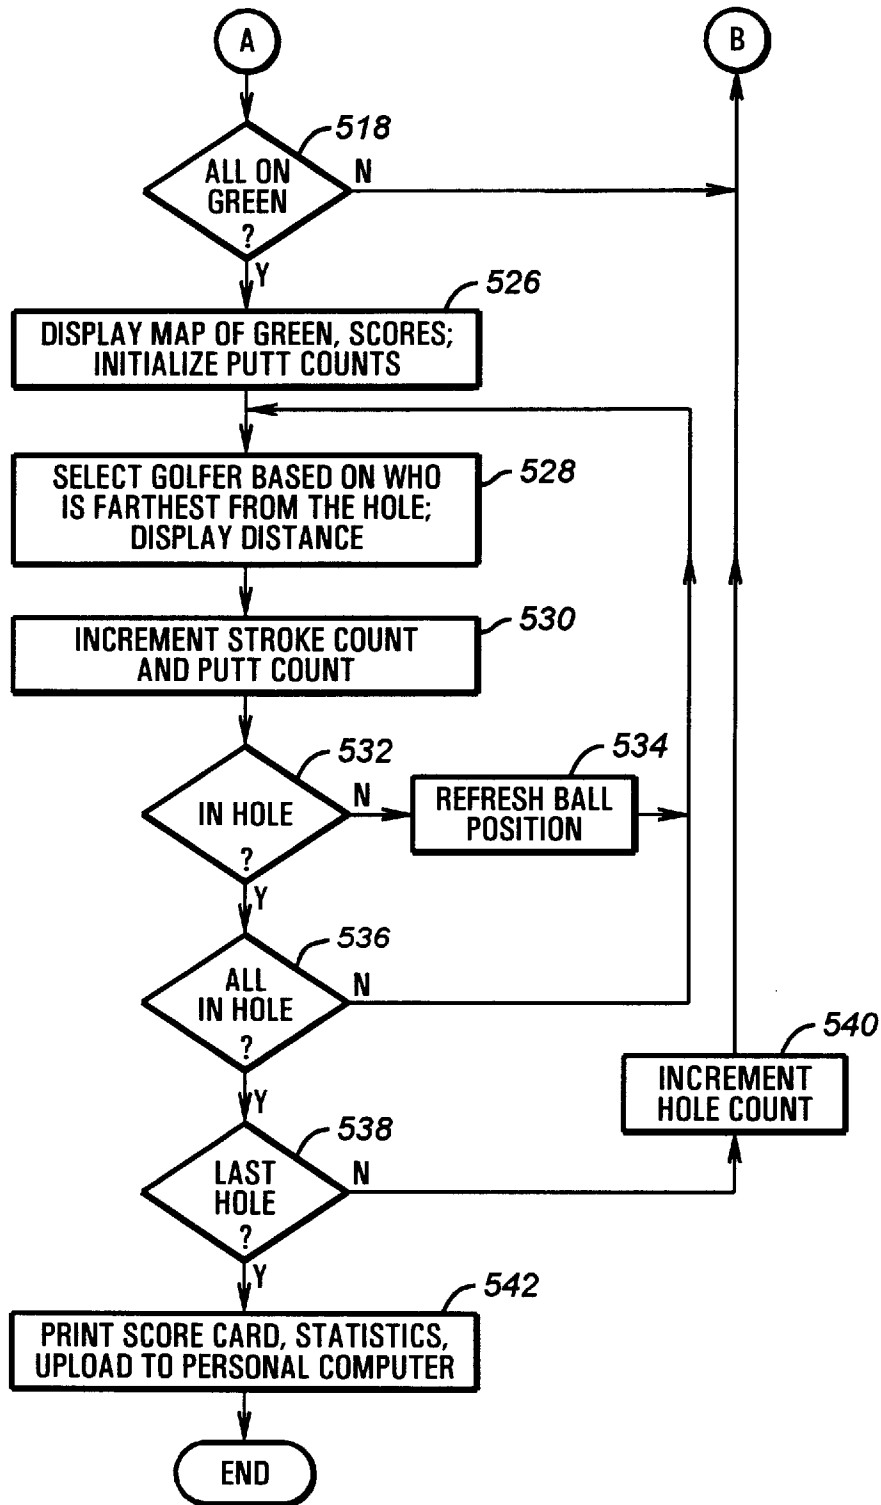 A
B
518
ALL ON
GREEN
?
N
Y
526
DISPLAY MAP OF GREEN, SCORES;
INITIALIZE PUTT COUNTS
528
SELECT GOLFER BASED ON WHO
IS FARTHEST FROM THE HOLE;
DISPLAY DISTANCE
530
INCREMENT STROKE COUNT
AND PUTT COUNT
532
IN HOLE
?
N
Y
534
REFRESH BALL
POSITION
536
ALL
IN HOLE
?
N
Y
540
INCREMENT
HOLE COUNT
538
LAST
HOLE
?
N
Y
542
PRINT SCORE CARD, STATISTICS,
UPLOAD TO PERSONAL COMPUTER
END